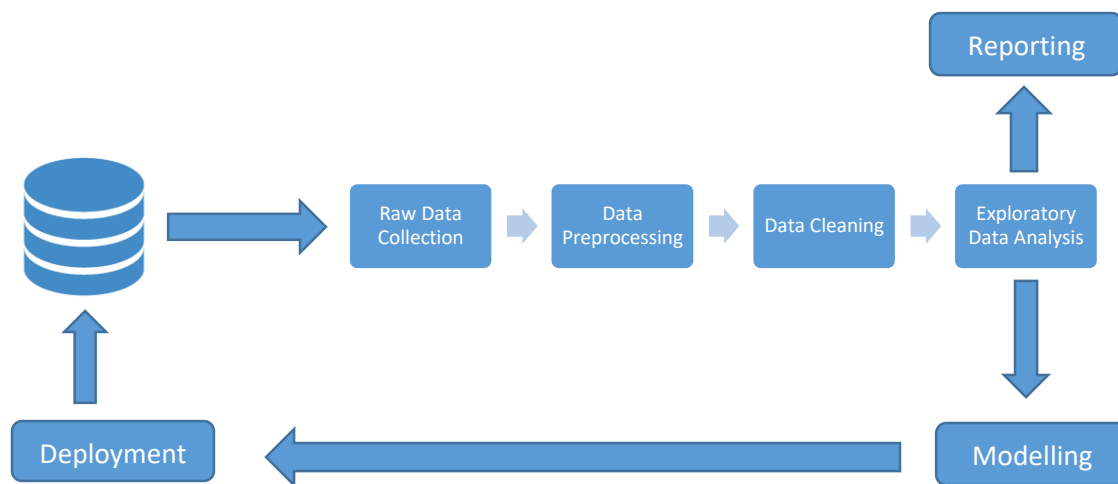 Reporting
Raw Data
Collection
Data
Preprocessing
Data Cleaning
Exploratory
Data Analysis
Deployment
Modelling